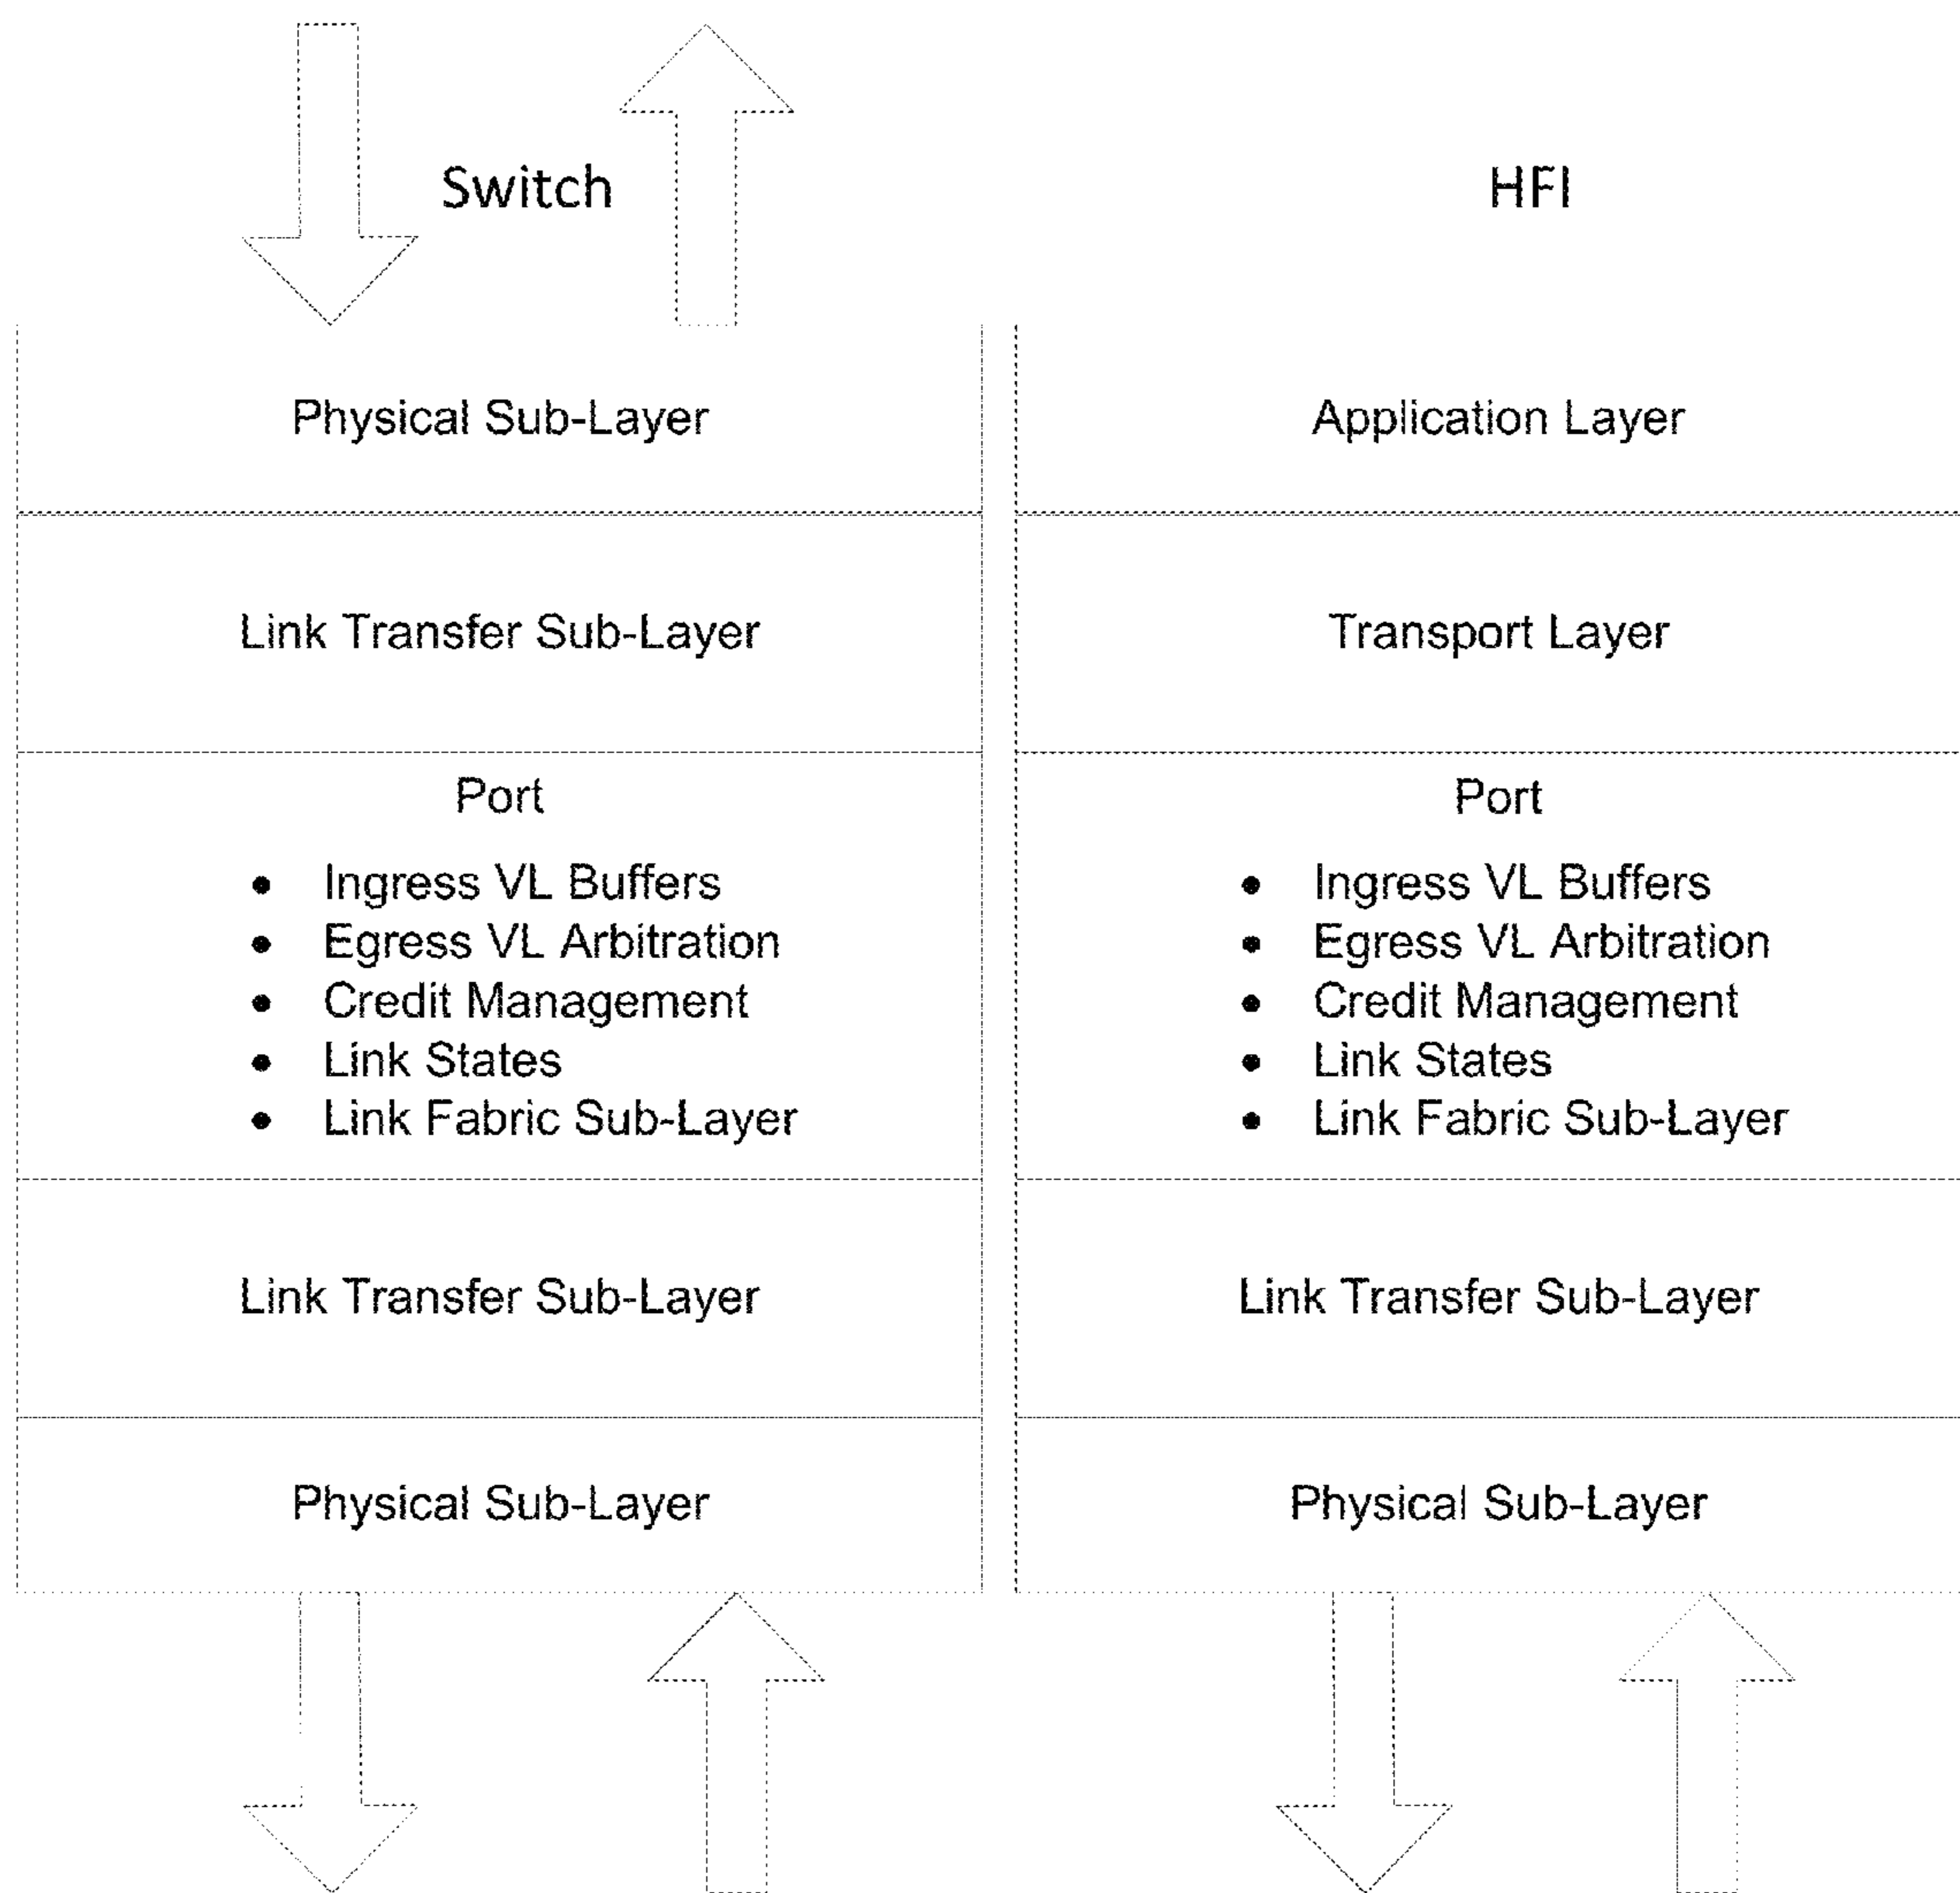 Switch
Physical Sub-Layer
Link Transfer Sub-Layer
Port
• Ingress VL Buffers
• Egress VL Arbitration
• Credit Management
• Link States
• Link Fabric Sub-Layer
Link Transfer Sub-Layer
Physical Sub-Layer
HFI
Application Layer
Transport Layer
Port
• Ingress VL Buffers
• Egress VL Arbitration
• Credit Management
• Link States
• Link Fabric Sub-Layer
Link Transfer Sub-Layer
Physical Sub-Layer